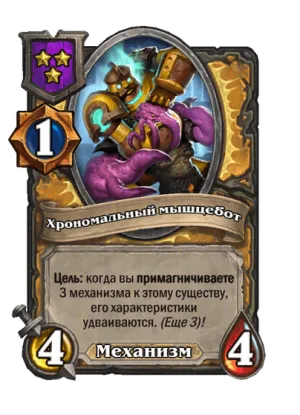 1
Хрономальный мышцебот
Цель: когда вы примагничиваете
3 механизма к этому существу,
его характеристики
удваиваются. (Еще 3)!
4
Механизм
4